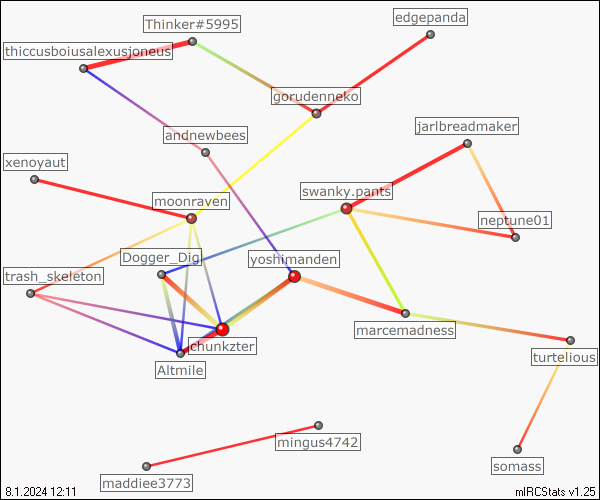 Thinker#5995
edgepanda
thiccusboiusalexusjoneus
gorudenneko
jarlbreadmaker
andnewbees
xenoyaut
moonraven
swanky.pants
neptune01
Dogger_Dig
yoshimanden
trash_skeleton
marcemadness
chunkzter
turtelious
Altmile
mingus4742
somass
maddiee3773
8.1.2024 12:11
mIRCStats v1.25